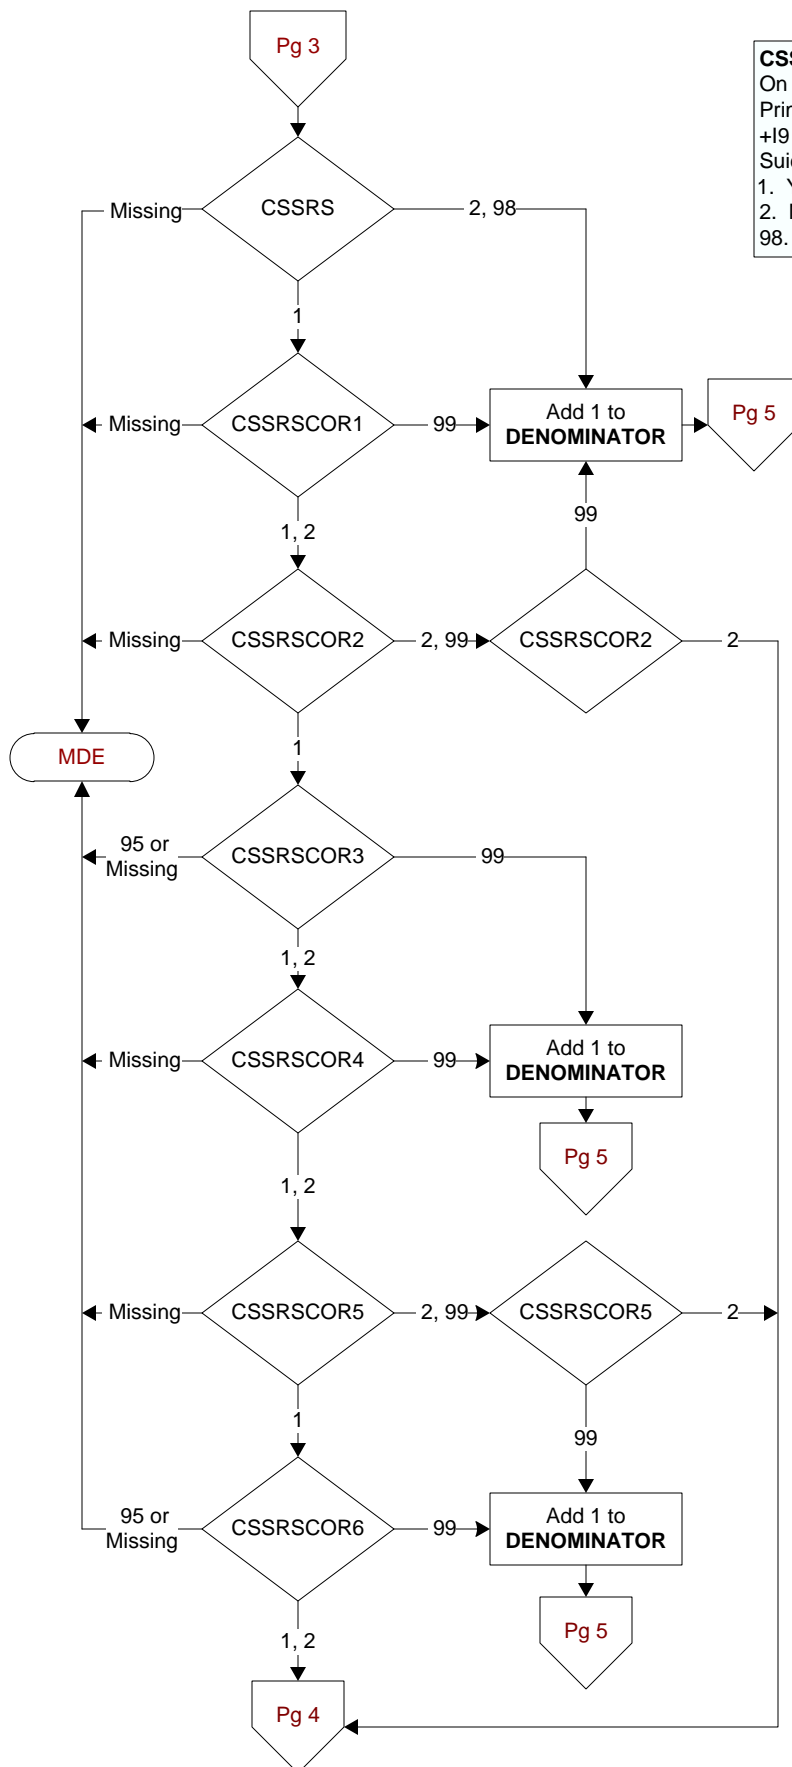 Pg 3
CSS
On
Prin
+I9
Suic
1.
2.
98.
Missing
CSSRS
2, 98
1
Missing
CSSRSCOR1
99
Add 1 to
DENOMINATOR
Pg 5
1, 2
99
Missing
CSSRSCOR2
2, 99
CSSRSCOR2
2
MDE
1
95 or
Missing
CSSRSCOR3
99
1, 2
Missing
CSSRSCOR4
99
Add 1 to
DENOMINATOR
Pg 5
1, 2
Missing
CSSRSCOR5
2, 99
CSSRSCOR5
2
1
99
95 or
Missing
CSSRSCOR6
99
Add 1 to
DENOMINATOR
1, 2
Pg 5
Pg 4